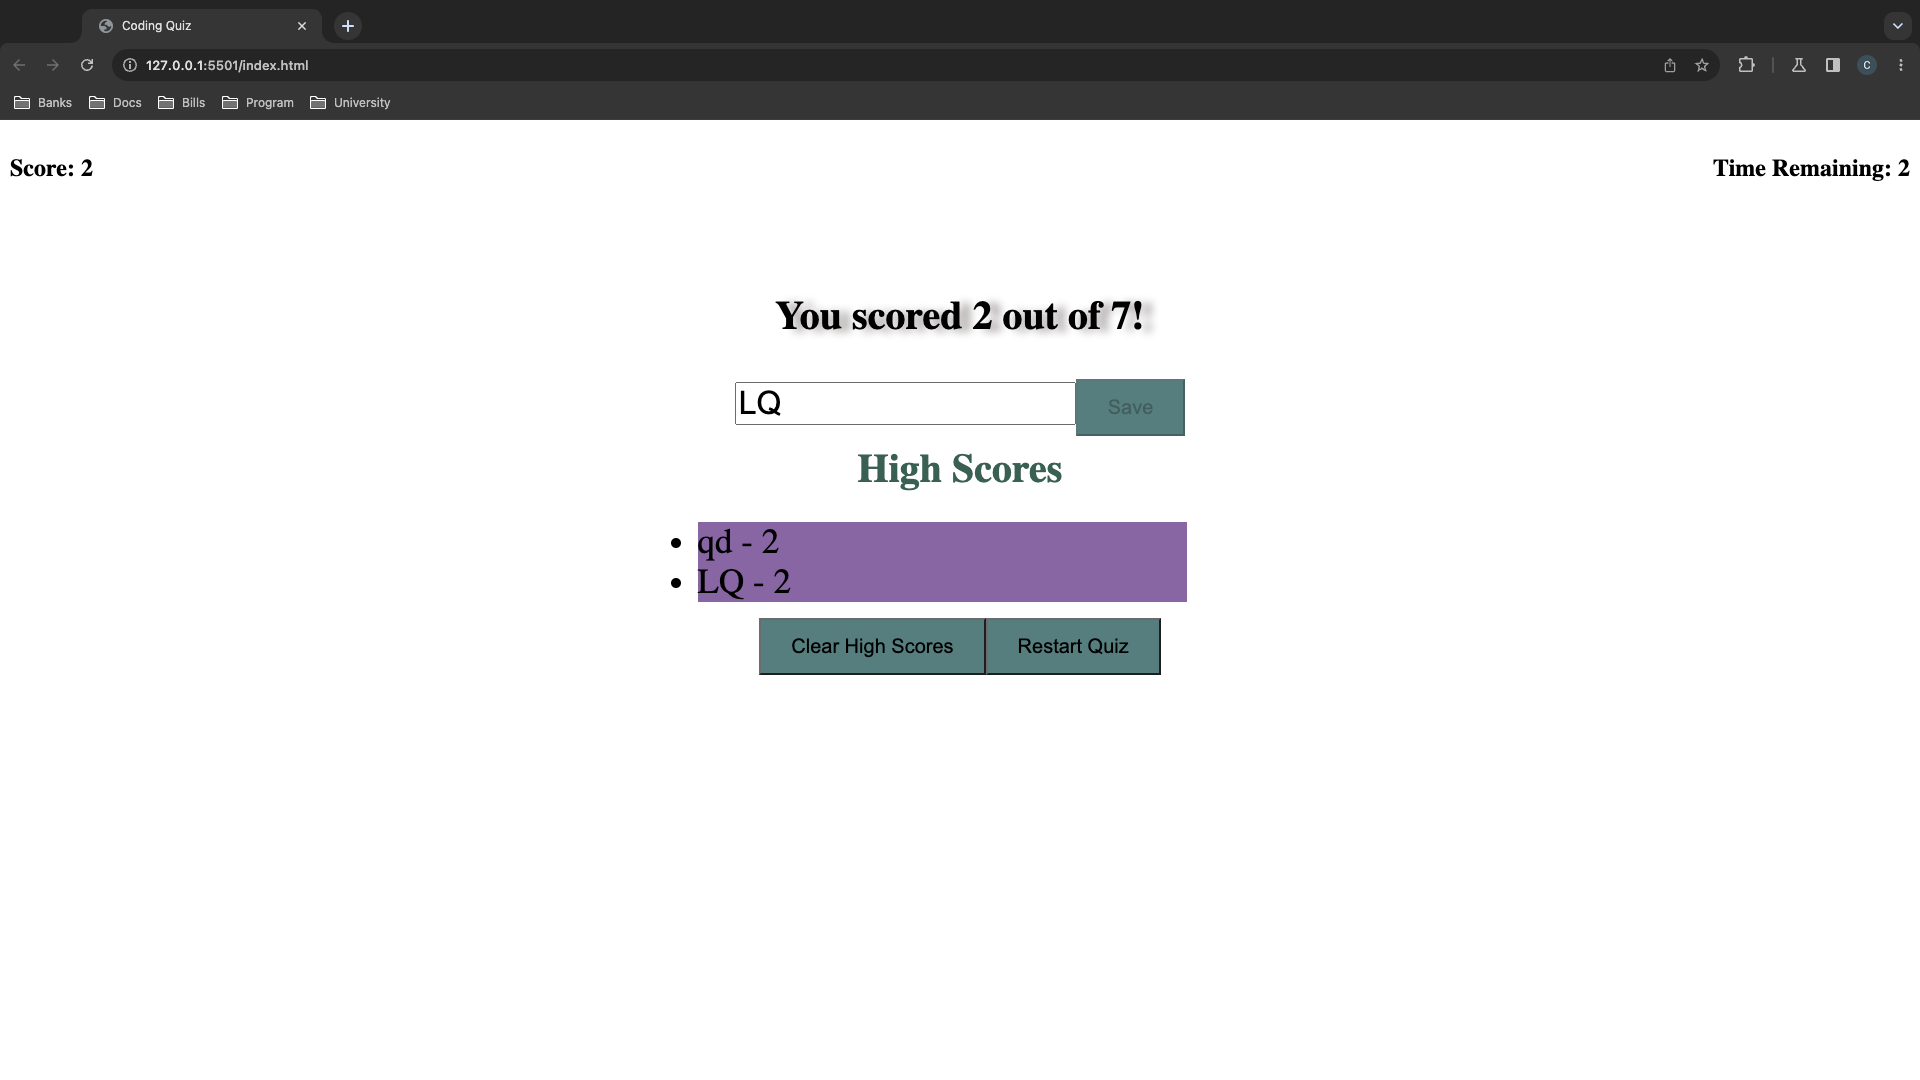 Coding Quiz
127.0.0.1:5501/index.html
C
Banks Docs Bills Program University
Score: 2
Time Remaining: 2
You scored 2 out of 7!
LQ
Save
High Scores
qd - 2
LQ - 2
Clear High Scores
Restart Quiz